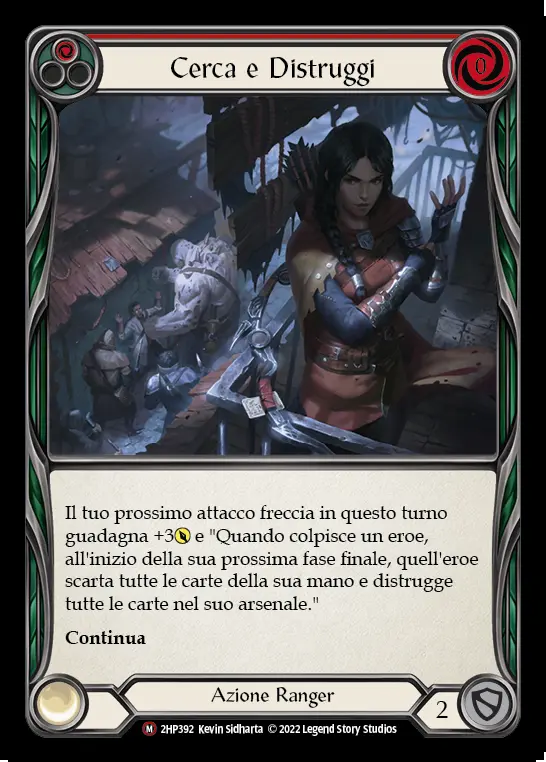 Cerca e Distruggi
0
Il tuo prossimo attacco freccia in questo turno
guadagna +3 e "Quando colpisce un eroe,
all'inizio della sua prossima fase finale, quell'eroe
scarta tutte le carte della sua mano e distrugge
tutte le carte nel suo arsenale."
Continua
Azione Ranger
2
M 2HP392 Kevin Sidharta © 2022 Legend Story Studios